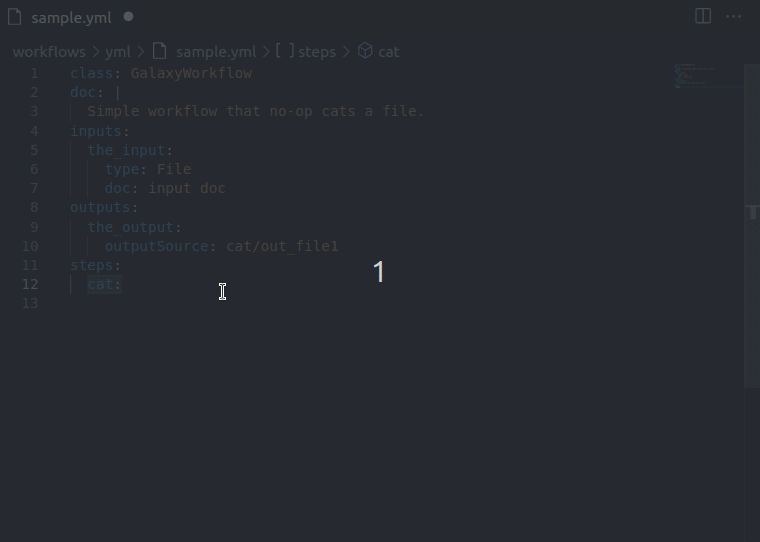 sample.yml
workflows > yml > sample.yml > [ ] steps > cat
1 class: GalaxyWorkflow
2 doc: |
3 Simple workflow that no-op cats a file.
4 inputs:
5 the_input:
6 type: File
7 doc: input doc
8 outputs:
9 the_output:
10 outputSource: cat/out_file1
11 steps:
12 cat:
13
1